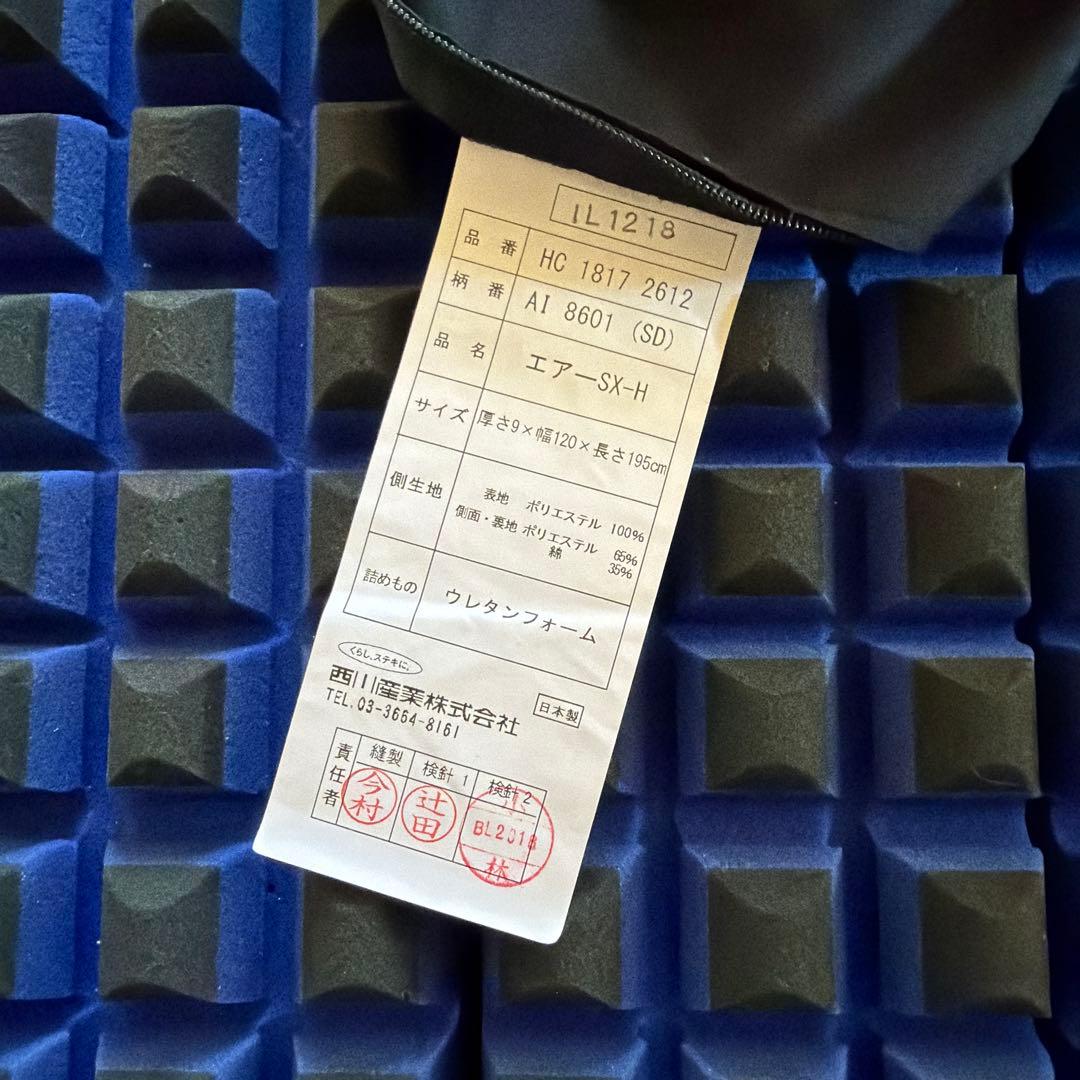 IL1218
品番 HC 1817 2612
柄番 AI 8601 (SD)
品名 エアーSX-H
サイズ 厚さ9×幅120×長さ195cm
側生地 表地 ポリエステル 100%
側面・裏地 ポリエステル 65%
綿 35%
詰めもの ウレタンフォーム
くらし、ステキに。
西川産業株式会社
TEL.03-3664-8161
日本製
責任者 縫製 検針1 検針2
今村 辻田 小林
BL2018